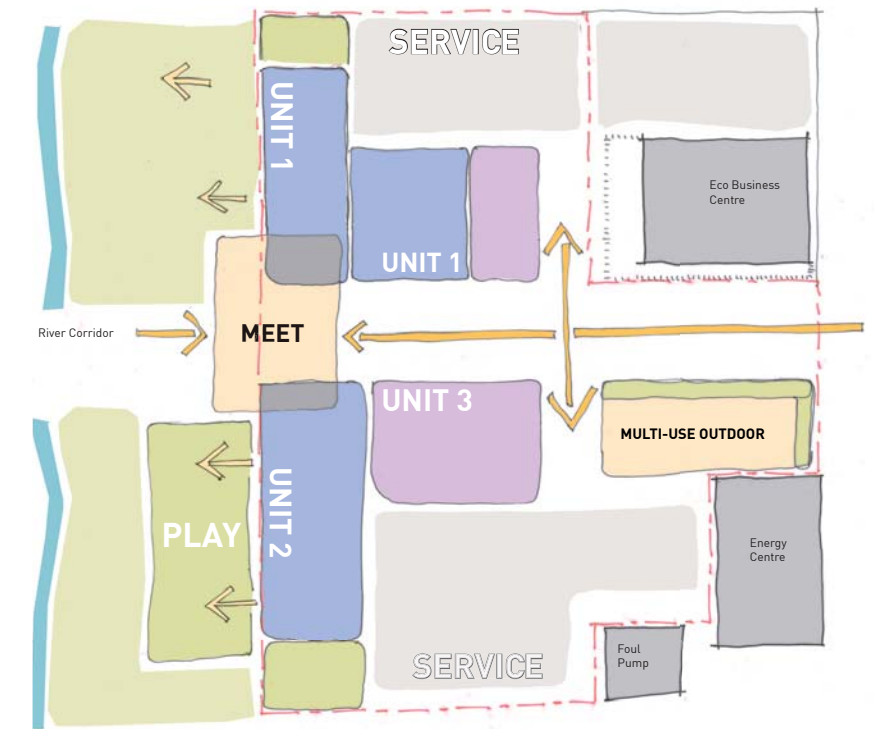 SERVICE
UNIT 1
Eco Business
Centre
UNIT 1
River Corridor
MEET
UNIT 3
MULTI-USE OUTDOOR
UNIT 2
PLAY
Energy
Centre
Foul
Pump
SERVICE